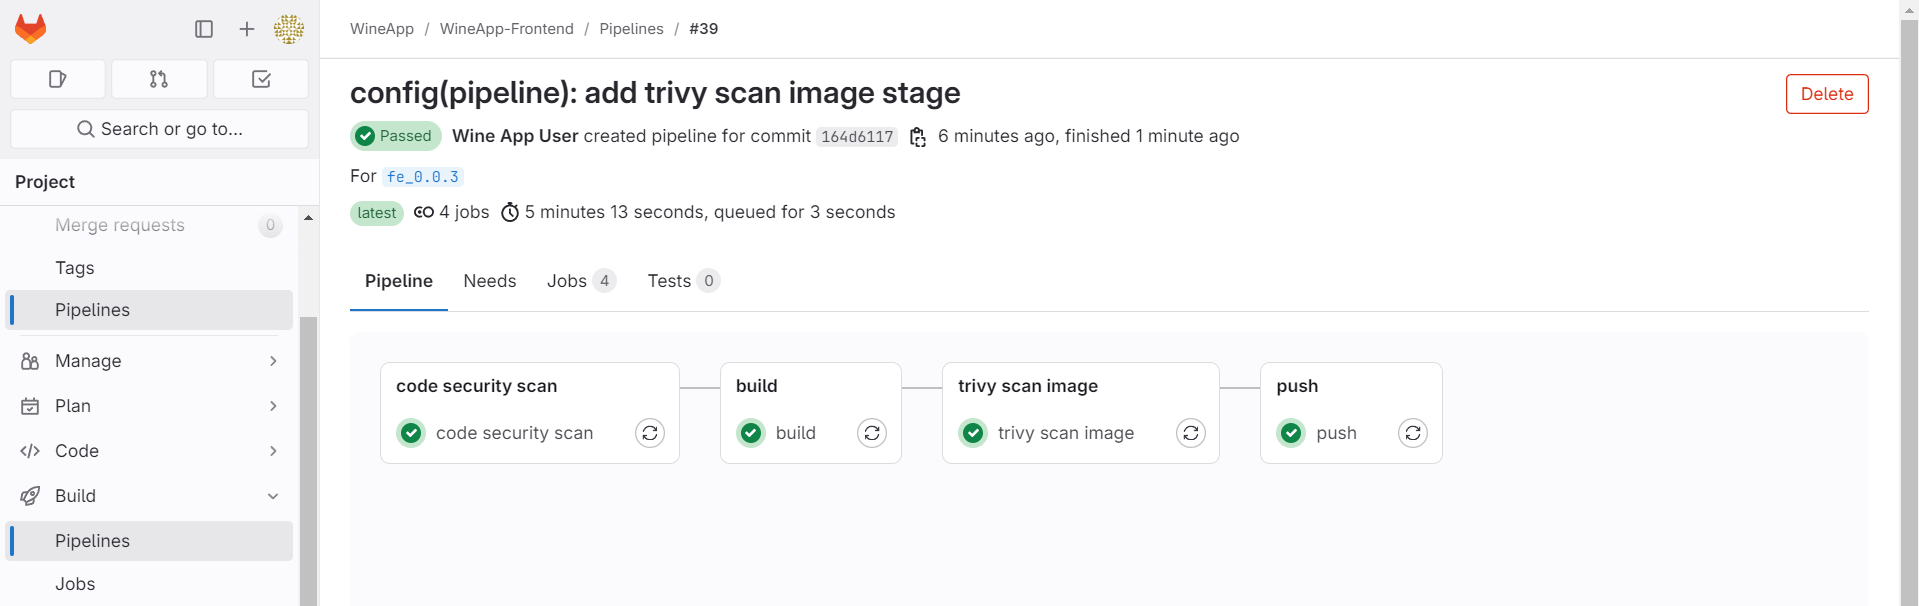 WineApp / WineApp-Frontend / Pipelines / #39
Search or go to...
Project
Merge requests 0
Tags
Pipelines
Manage
Plan
Code
Build
Pipelines
Jobs
config(pipeline): add trivy scan image stage
Delete
Passed Wine App User created pipeline for commit 164d6117 6 minutes ago, finished 1 minute ago
For fe_0.0.3
latest 4 jobs 5 minutes 13 seconds, queued for 3 seconds
Pipeline Needs Jobs 4 Tests 0
code security scan
code security scan
build
build
trivy scan image
trivy scan image
push
push